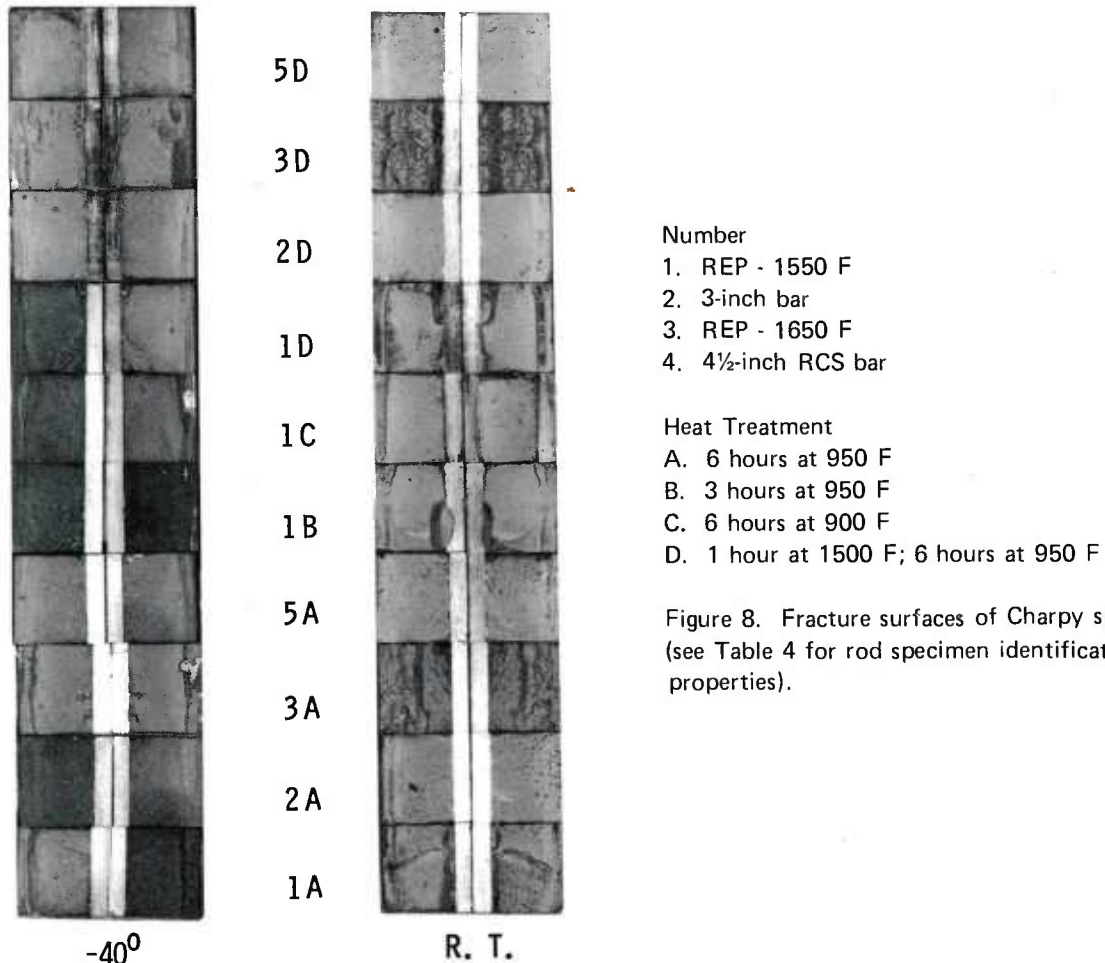 5D
3D
2D
1D
1C
1B
5A
3A
2A
1A
-40⁰
R. T.
Number
1. REP - 1550 F
2. 3-inch bar
3. REP - 1650 F
4. 4½-inch RCS bar
Heat Treatment
A. 6 hours at 950 F
B. 3 hours at 950 F
C. 6 hours at 900 F
D. 1 hour at 1500 F; 6 hours at 950 F
Figure 8. Fracture surfaces of Charpy s
(see Table 4 for rod specimen identificat
properties).